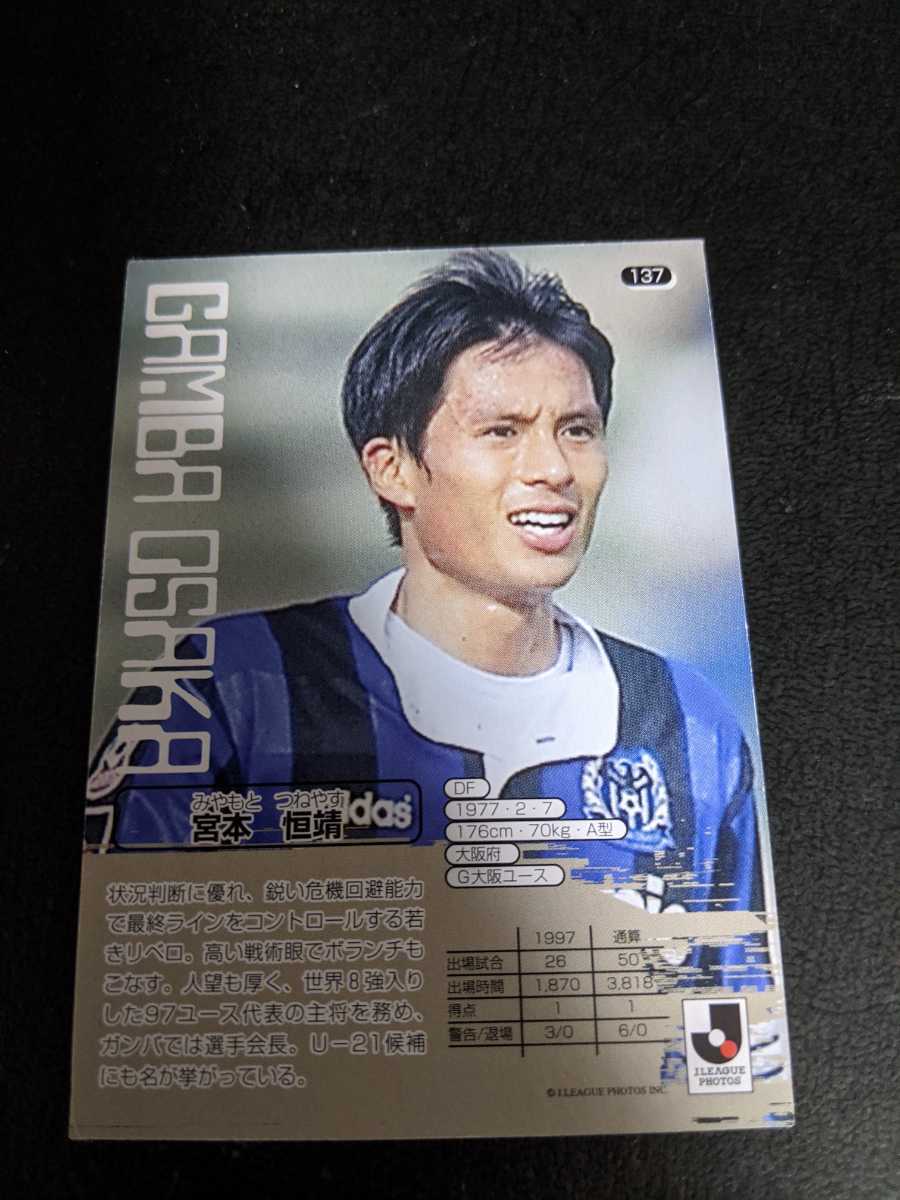 137
GAMBA OSAKA
みやもと つねやす
宮本 恒靖
adidas
DF
1977・2・7
176cm・70kg・A型
大阪府
G大阪ユース
状況判断に優れ、鋭い危機回避能力
で最終ラインをコントロールする若
きリベロ。高い戦術眼でボランチも
こなす。人望も厚く、世界8強入り
した97ユース代表の主将を務め、
ガンバでは選手会長。U−21候補
にも名が挙がっている。
1997 通算
出場試合 26 50
出場時間 1,870 3,818
得点 1 1
警告/退場 3/0 6/0
J.LEAGUE
PHOTOS
© J.LEAGUE PHOTOS INC.